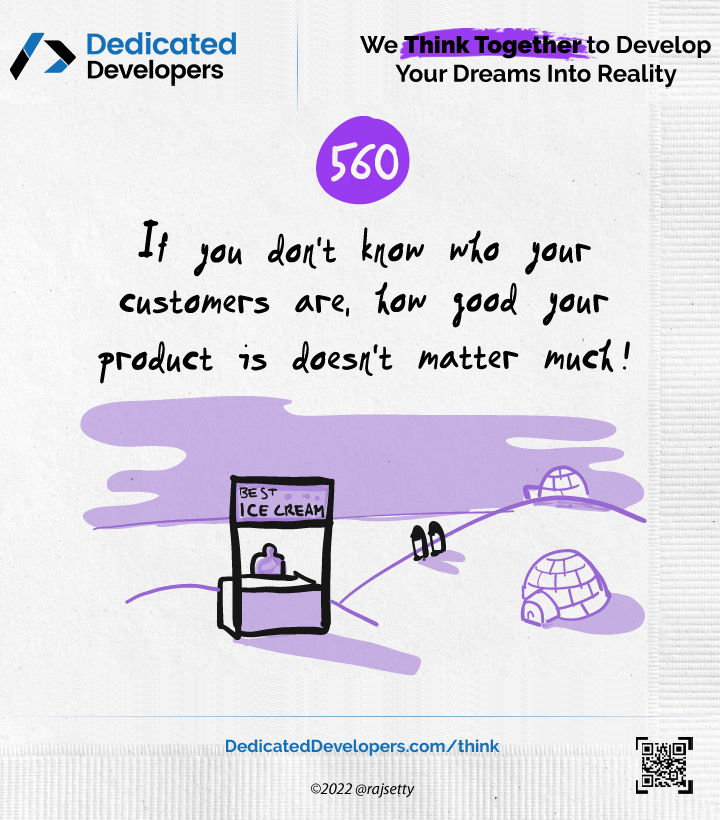 Dedicated
Developers
We Think Together to Develop
Your Dreams Into Reality
560
If you don't know who your
customers are, how good your
product is doesn't matter much!
BEST
ICE CREAM
DedicatedDevelopers.com/think
©2022 @rajsetty